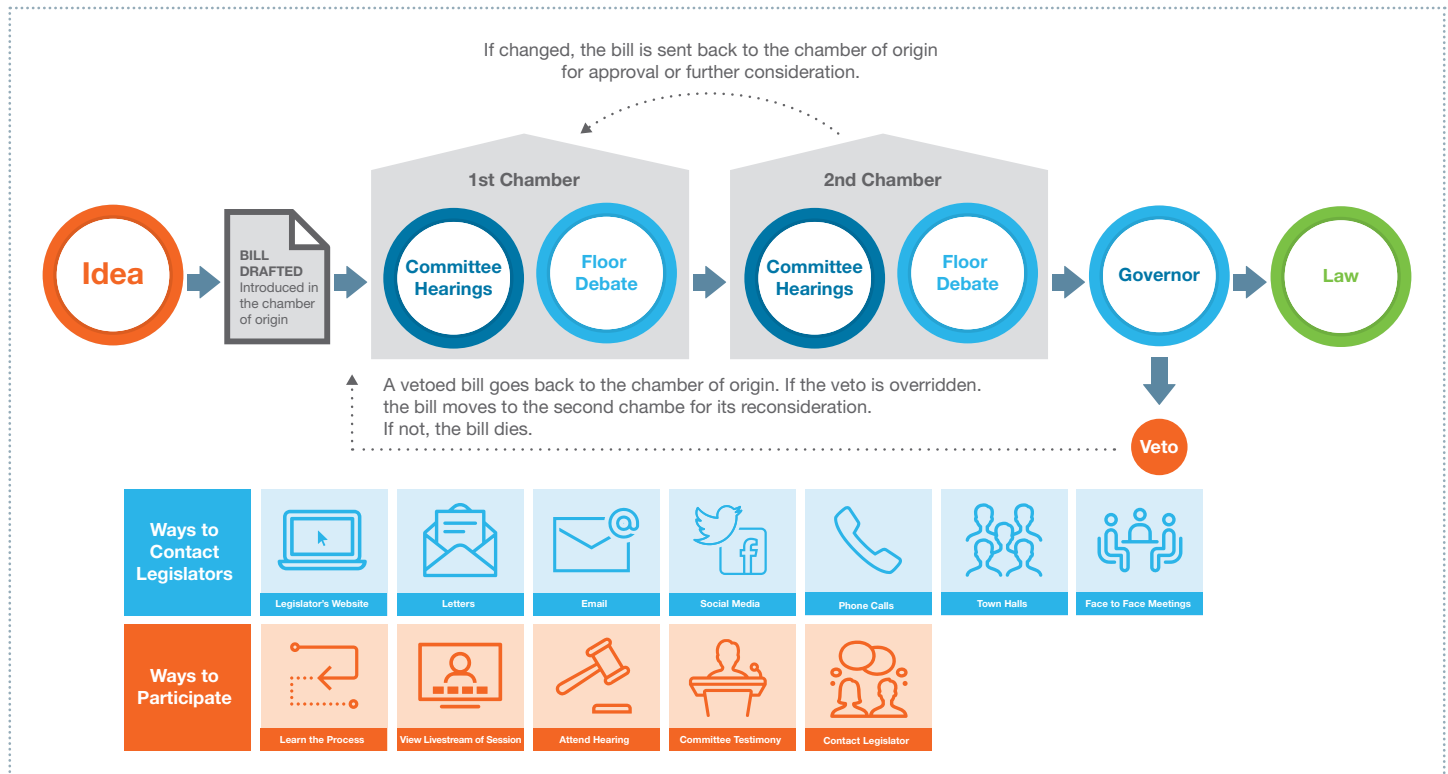 If changed, the bill is sent back to the chamber of origin
for approval or further consideration.
1st Chamber
2nd Chamber
Idea
BILL
DRAFTED
Introduced in
the chamber
of origin
Committee
Hearings
Floor
Debate
Committee
Hearings
Floor
Debate
Governor
Law
A vetoed bill goes back to the chamber of origin. If the veto is overridden.
the bill moves to the second chambe for its reconsideration.
If not, the bill dies.
Veto
Ways to
Contact
Legislators
Legislator's Website
Letters
@
Email
f
Social Media
Phone Calls
Town Halls
Face to Face Meetings
Ways to
Participate
Learn the Process
View Livestream of Session
Attend Hearing
Committee Testimony
Contact Legislator